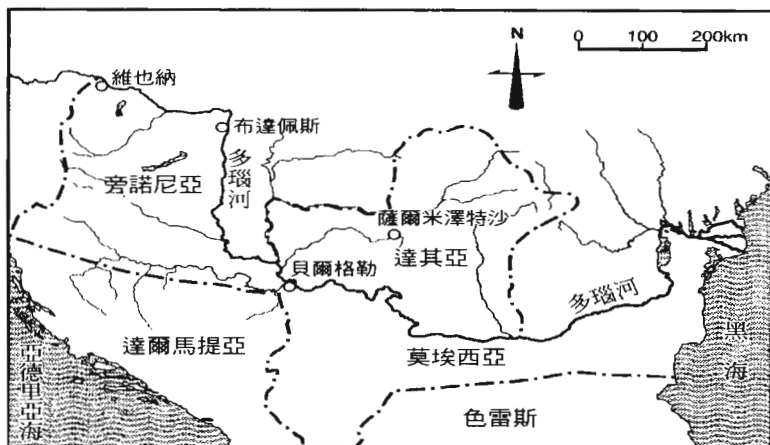 N
0 100 200km
維也納
布達佩斯
多瑙河
旁諾尼亞
薩爾米澤特沙
達其亞
貝爾格勒
多瑙河
達爾馬提亞
莫埃西亞
黑海
亞德里亞海
色雷斯